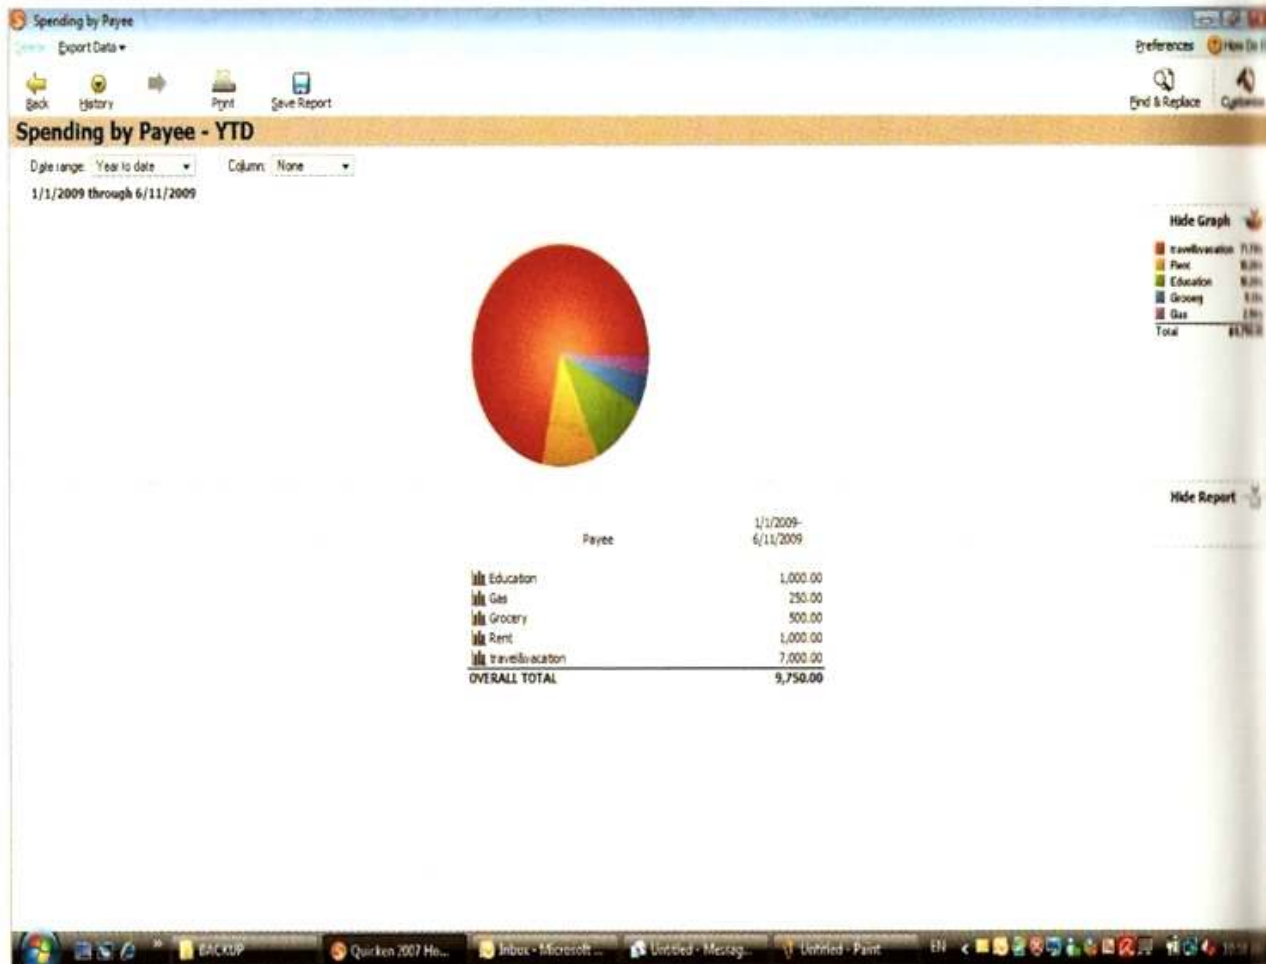 Spending by Payee
Export Data
Preferences
Back History Print Save Report Find & Replace
Spending by Payee - YTD
Date range: Year to date Column: None
1/1/2009 through 6/11/2009
Hide Graph
travel&vacation
Rent
Education
Grocery
Gas
Total
Hide Report
Payee 1/1/2009-
6/11/2009
Education 1,000.00
Gas 250.00
Grocery 500.00
Rent 1,000.00
travel&vacation 7,000.00
OVERALL TOTAL 9,750.00
BACKUP Quicken 2007 Ho... Inbox - Microsoft ... Untitled - Messag... Untitled - Paint EN